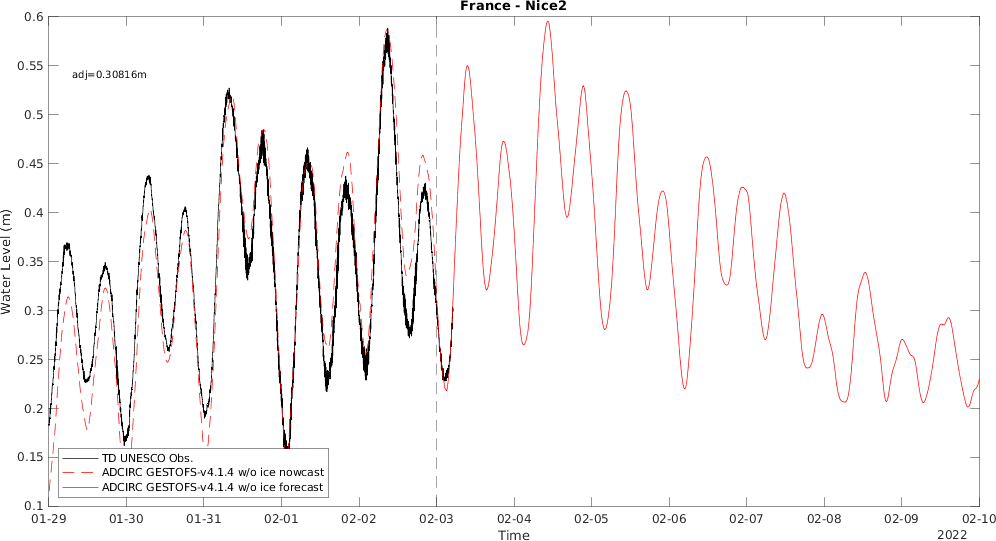 France - Nice2
0.6
0.55
0.5
0.45
0.4
0.35
0.3
0.25
0.2
0.15
0.1
Water Level (m)
adj=0.30816m
TD UNESCO Obs.
ADCIRC GESTOFS-v4.1.4 w/o ice nowcast
ADCIRC GESTOFS-v4.1.4 w/o ice forecast
01-29 01-30 01-31 02-01 02-02 02-03 02-04 02-05 02-06 02-07 02-08 02-09 02-10
Time
2022